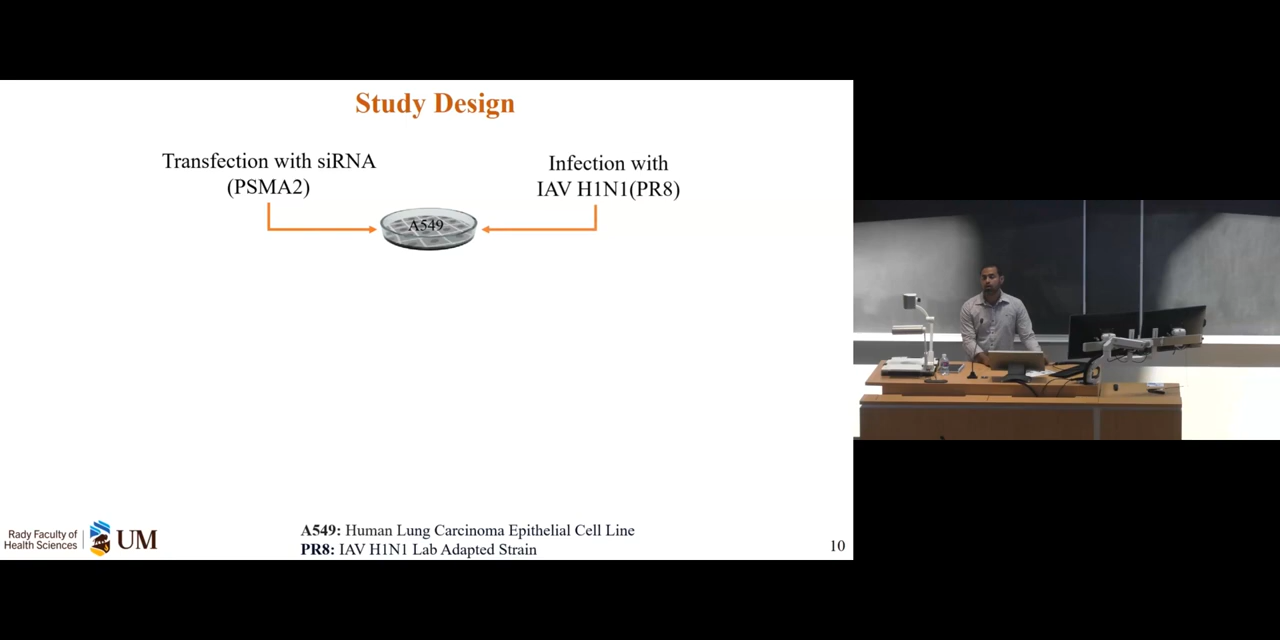 Study Design
Transfection with siRNA
(PSMA2)
Infection with
IAV H1N1(PR8)
A549
Rady Faculty of
Health Sciences
UM
A549: Human Lung Carcinoma Epithelial Cell Line
PR8: IAV H1N1 Lab Adapted Strain
10